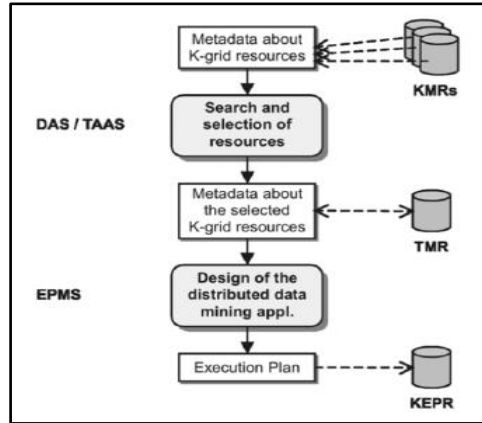 Metadata about
K-grid resources
KMRs
DAS / TAAS
Search and
selection of
resources
Metadata about
the selected
K-grid resources
TMR
EPMS
Design of the
distributed data
mining appl.
Execution Plan
KEPR